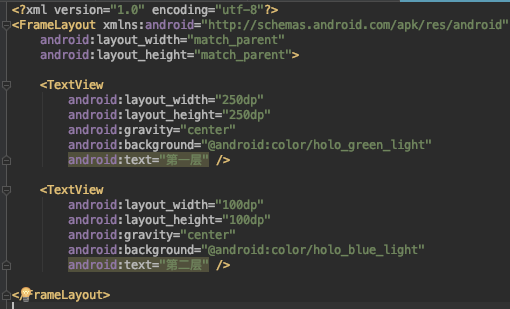 <?xml version="1.0" encoding="utf-8"?>
<FrameLayout xmlns:android="http://schemas.android.com/apk/res/android"
    android:layout_width="match_parent"
    android:layout_height="match_parent">

    <TextView
        android:layout_width="250dp"
        android:layout_height="250dp"
        android:gravity="center"
        android:background="@android:color/holo_green_light"
        android:text="第一层" />

    <TextView
        android:layout_width="100dp"
        android:layout_height="100dp"
        android:gravity="center"
        android:background="@android:color/holo_blue_light"
        android:text="第二层" />

</FrameLayout>